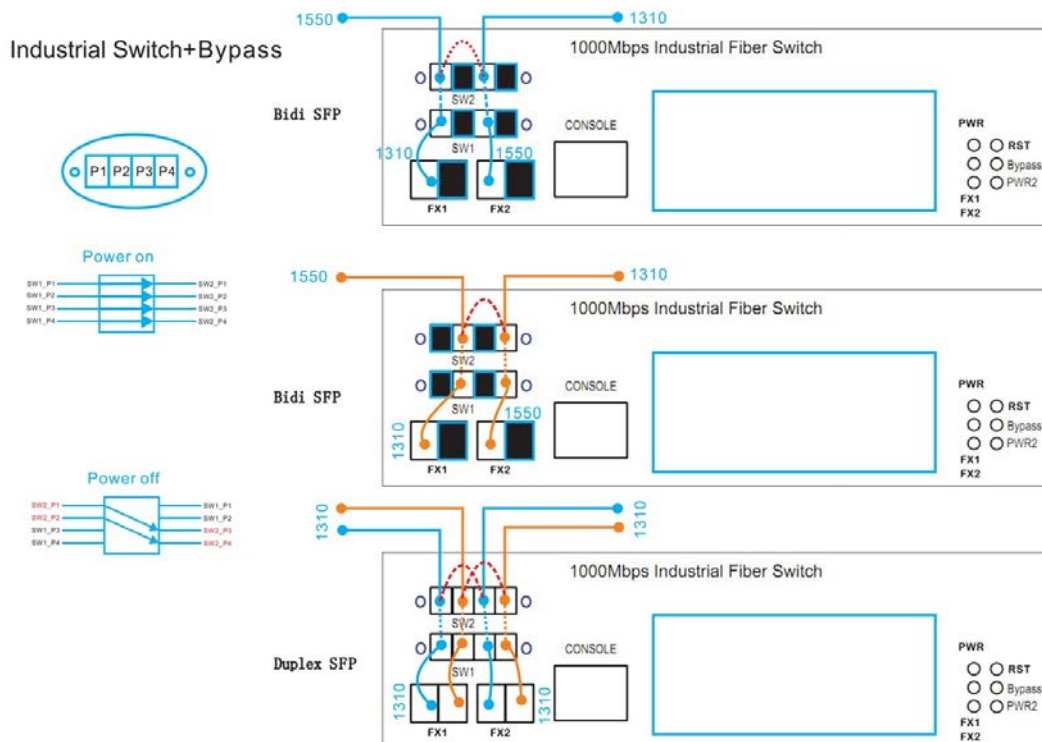 Industrial Switch+Bypass
P1 P2 P3 P4
Power on
SW1_P1 SW2_P1
SW1_P2 SW2_P2
SW1_P3 SW2_P3
SW1_P4 SW2_P4
Power off
SW2_P1 SW1_P1
SW2_P2 SW1_P2
SW1_P3 SW2_P3
SW1_P4 SW2_P4
1550
1310
1000Mbps Industrial Fiber Switch
Bidi SFP
SW2
SW1
CONSOLE
1310
1550
FX1
FX2
PWR
RST
Bypass
PWR2
FX1
FX2
1550
1310
1000Mbps Industrial Fiber Switch
Bidi SFP
SW2
SW1
CONSOLE
1550
1310
FX1
FX2
PWR
RST
Bypass
PWR2
FX1
FX2
1310
1310
1000Mbps Industrial Fiber Switch
Duplex SFP
SW2
SW1
CONSOLE
1310
1310
FX1
FX2
PWR
RST
Bypass
PWR2
FX1
FX2